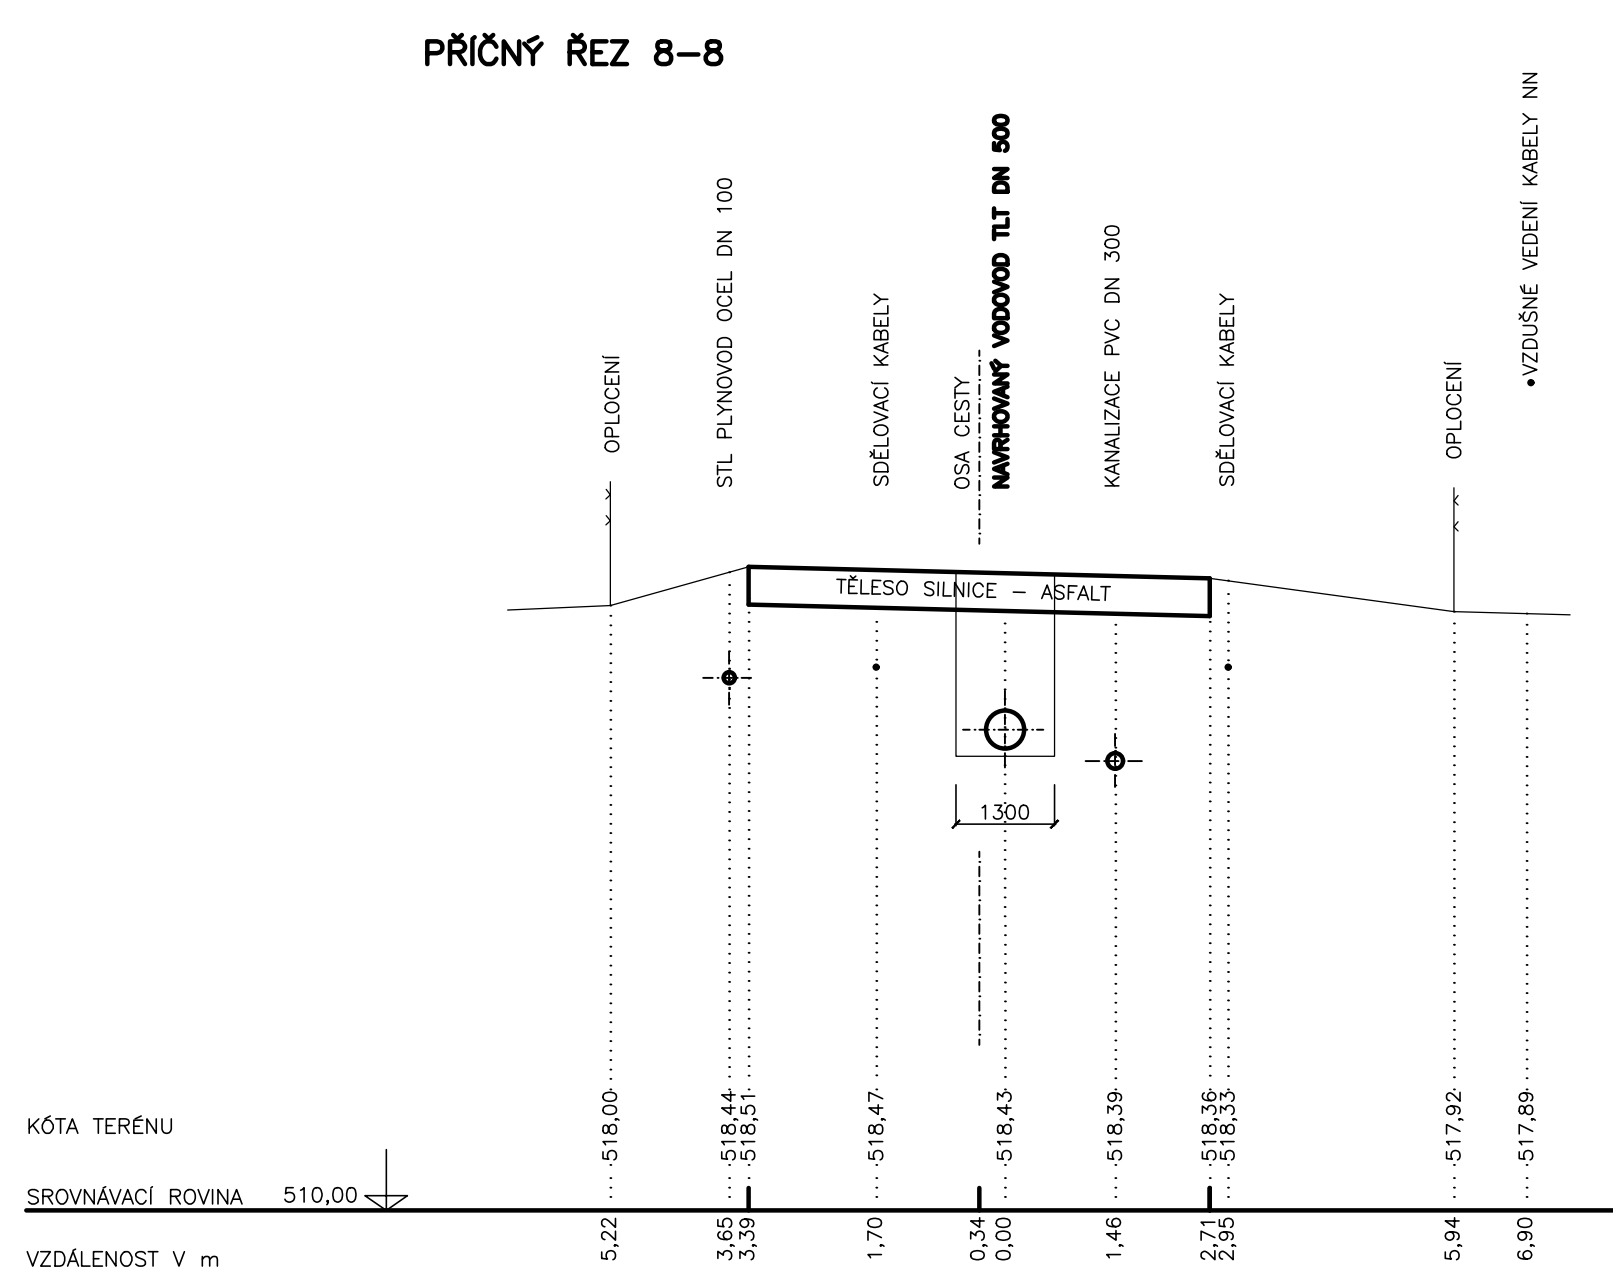 PŘÍČNÝ ŘEZ 8-8
OPLOCENÍ
STL PLYNOVOD OCEL DN 100
SDĚLOVACÍ KABELY
OSA CESTY
NAVRHOVANÝ VODOVOD TLT DN 500
KANALIZACE PVC DN 300
SDĚLOVACÍ KABELY
OPLOCENÍ
VZDUŠNÉ VEDENÍ KABELY NN
TĚLESO SILNICE - ASFALT
1300
KÓTA TERÉNU
518,00
518,44
518,51
518,47
518,43
518,39
518,36
518,33
517,92
517,89
SROVNÁVACÍ ROVINA 510,00
VZDÁLENOST V m
5,22
3,65
3,39
1,70
0,34
0,00
1,46
2,71
2,95
5,94
6,90